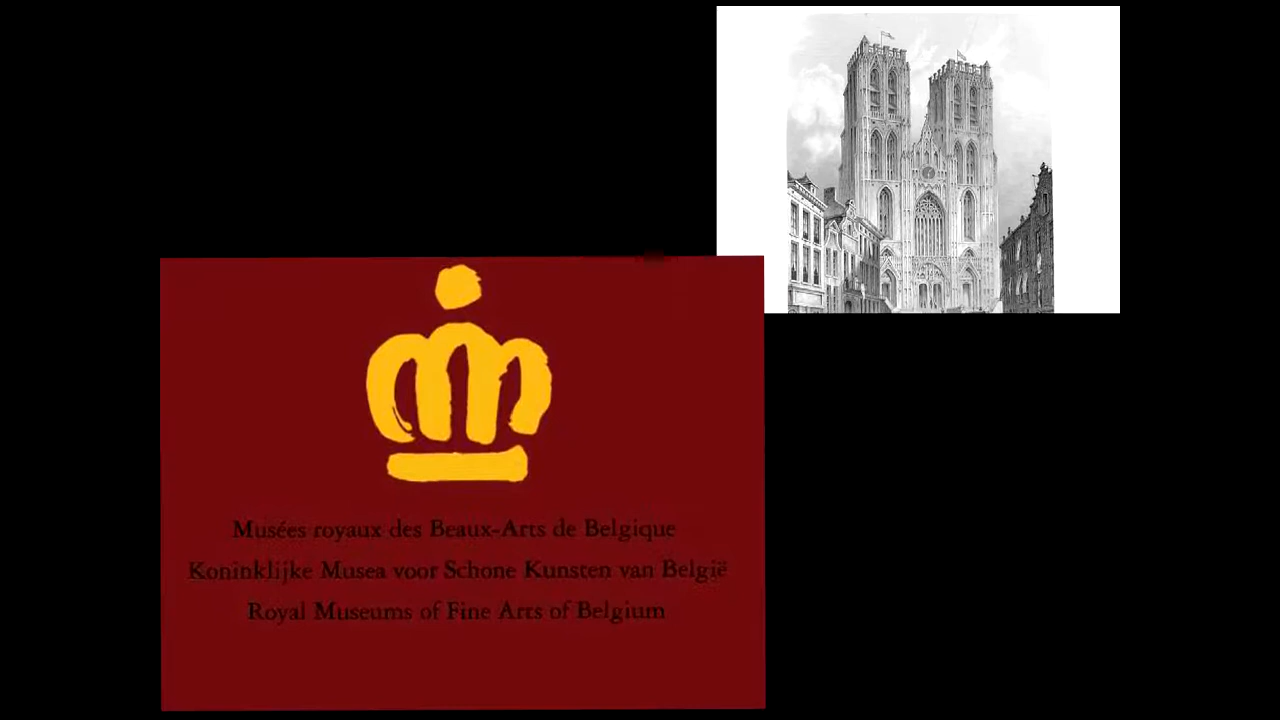 Musées royaux des Beaux-Arts de Belgique
Koninklijke Musea voor Schone Kunsten van België
Royal Museums of Fine Arts of Belgium